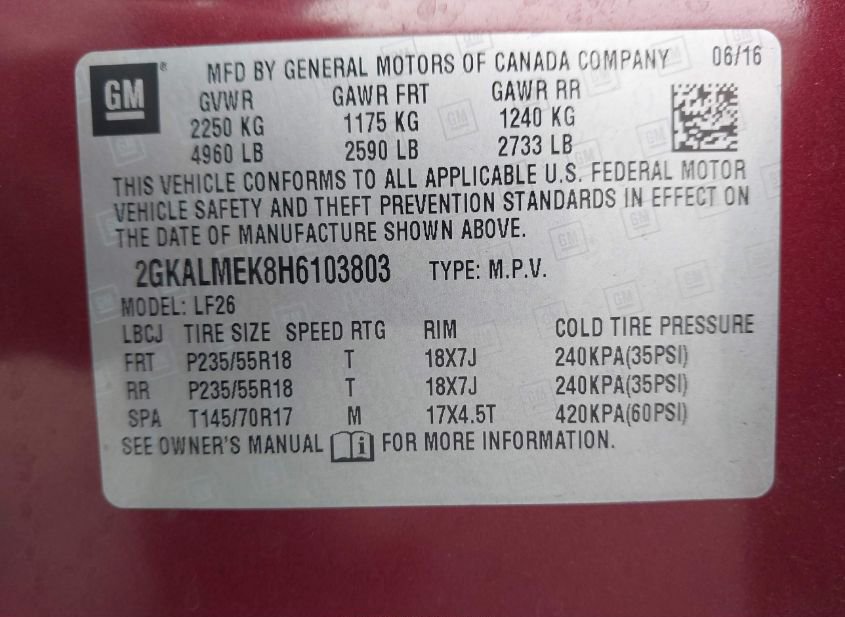 GM® MFD BY GENERAL MOTORS OF CANADA COMPANY 06/16
GVWR GAWR FRT GAWR RR
2250 KG 1175 KG 1240 KG
4960 LB 2590 LB 2733 LB
THIS VEHICLE CONFORMS TO ALL APPLICABLE U.S. FEDERAL MOTOR
VEHICLE SAFETY AND THEFT PREVENTION STANDARDS IN EFFECT ON
THE DATE OF MANUFACTURE SHOWN ABOVE.
2GKALMEK8H6103803 TYPE: M.P.V.
MODEL: LF26
LBCJ TIRE SIZE SPEED RTG RIM COLD TIRE PRESSURE
FRT P235/55R18 T 18X7J 240KPA(35PSI)
RR P235/55R18 T 18X7J 240KPA(35PSI)
SPA T145/70R17 M 17X4.5T 420KPA(60PSI)
SEE OWNER'S MANUAL i FOR MORE INFORMATION.